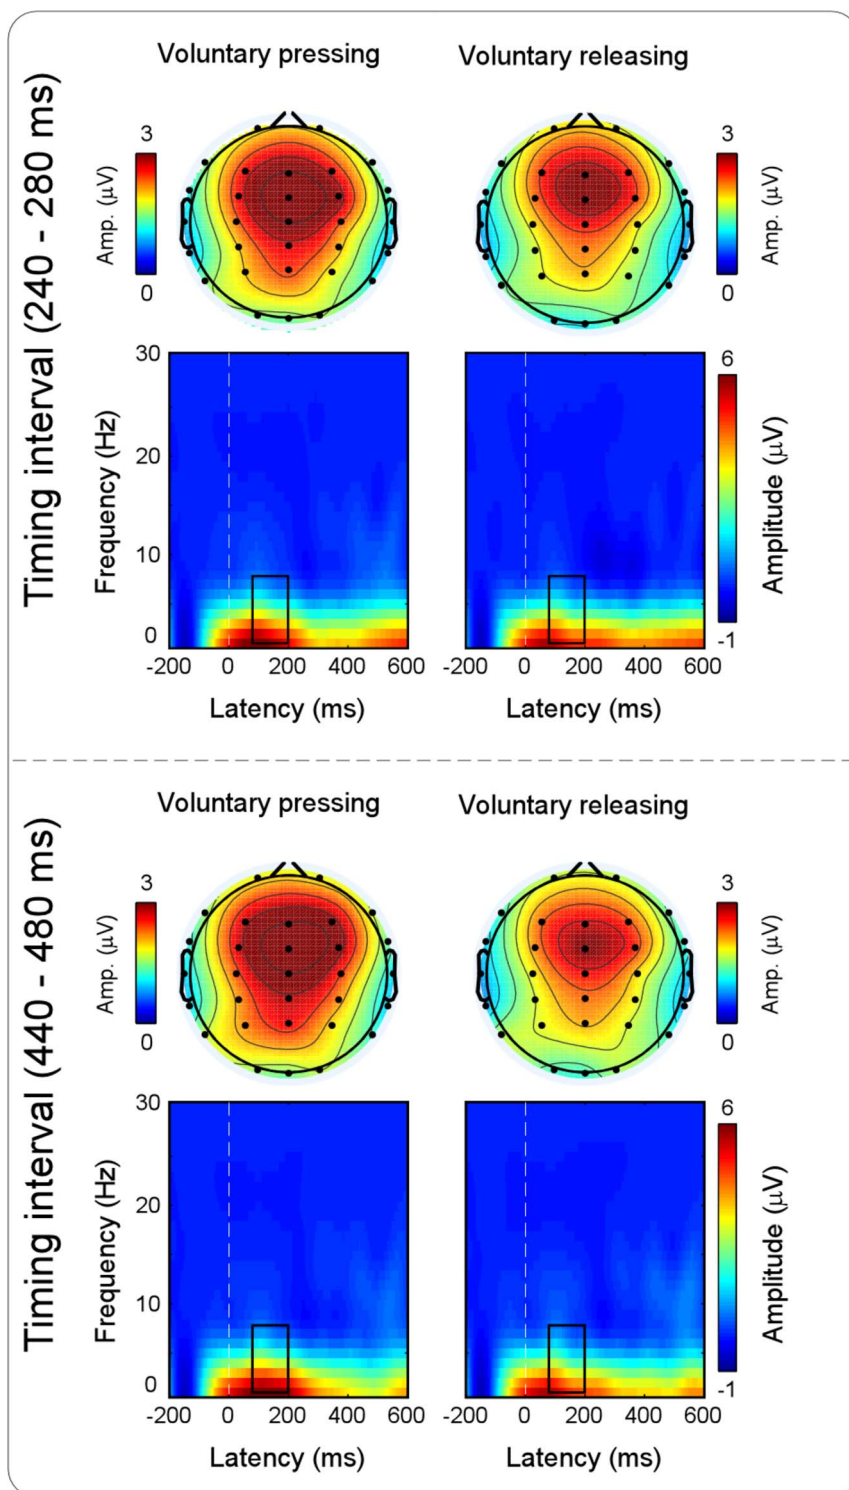 Timing interval (240 - 280 ms)
Voluntary pressing
Voluntary releasing
3
Amp. (μV)
0
3
Amp. (μV)
0
30
20
10
0
Frequency (Hz)
-200 0 200 400 600
Latency (ms)
-200 0 200 400 600
Latency (ms)
6
Amplitude (μV)
-1
Timing interval (440 - 480 ms)
Voluntary pressing
Voluntary releasing
3
Amp. (μV)
0
3
Amp. (μV)
0
30
20
10
0
Frequency (Hz)
-200 0 200 400 600
Latency (ms)
-200 0 200 400 600
Latency (ms)
6
Amplitude (μV)
-1